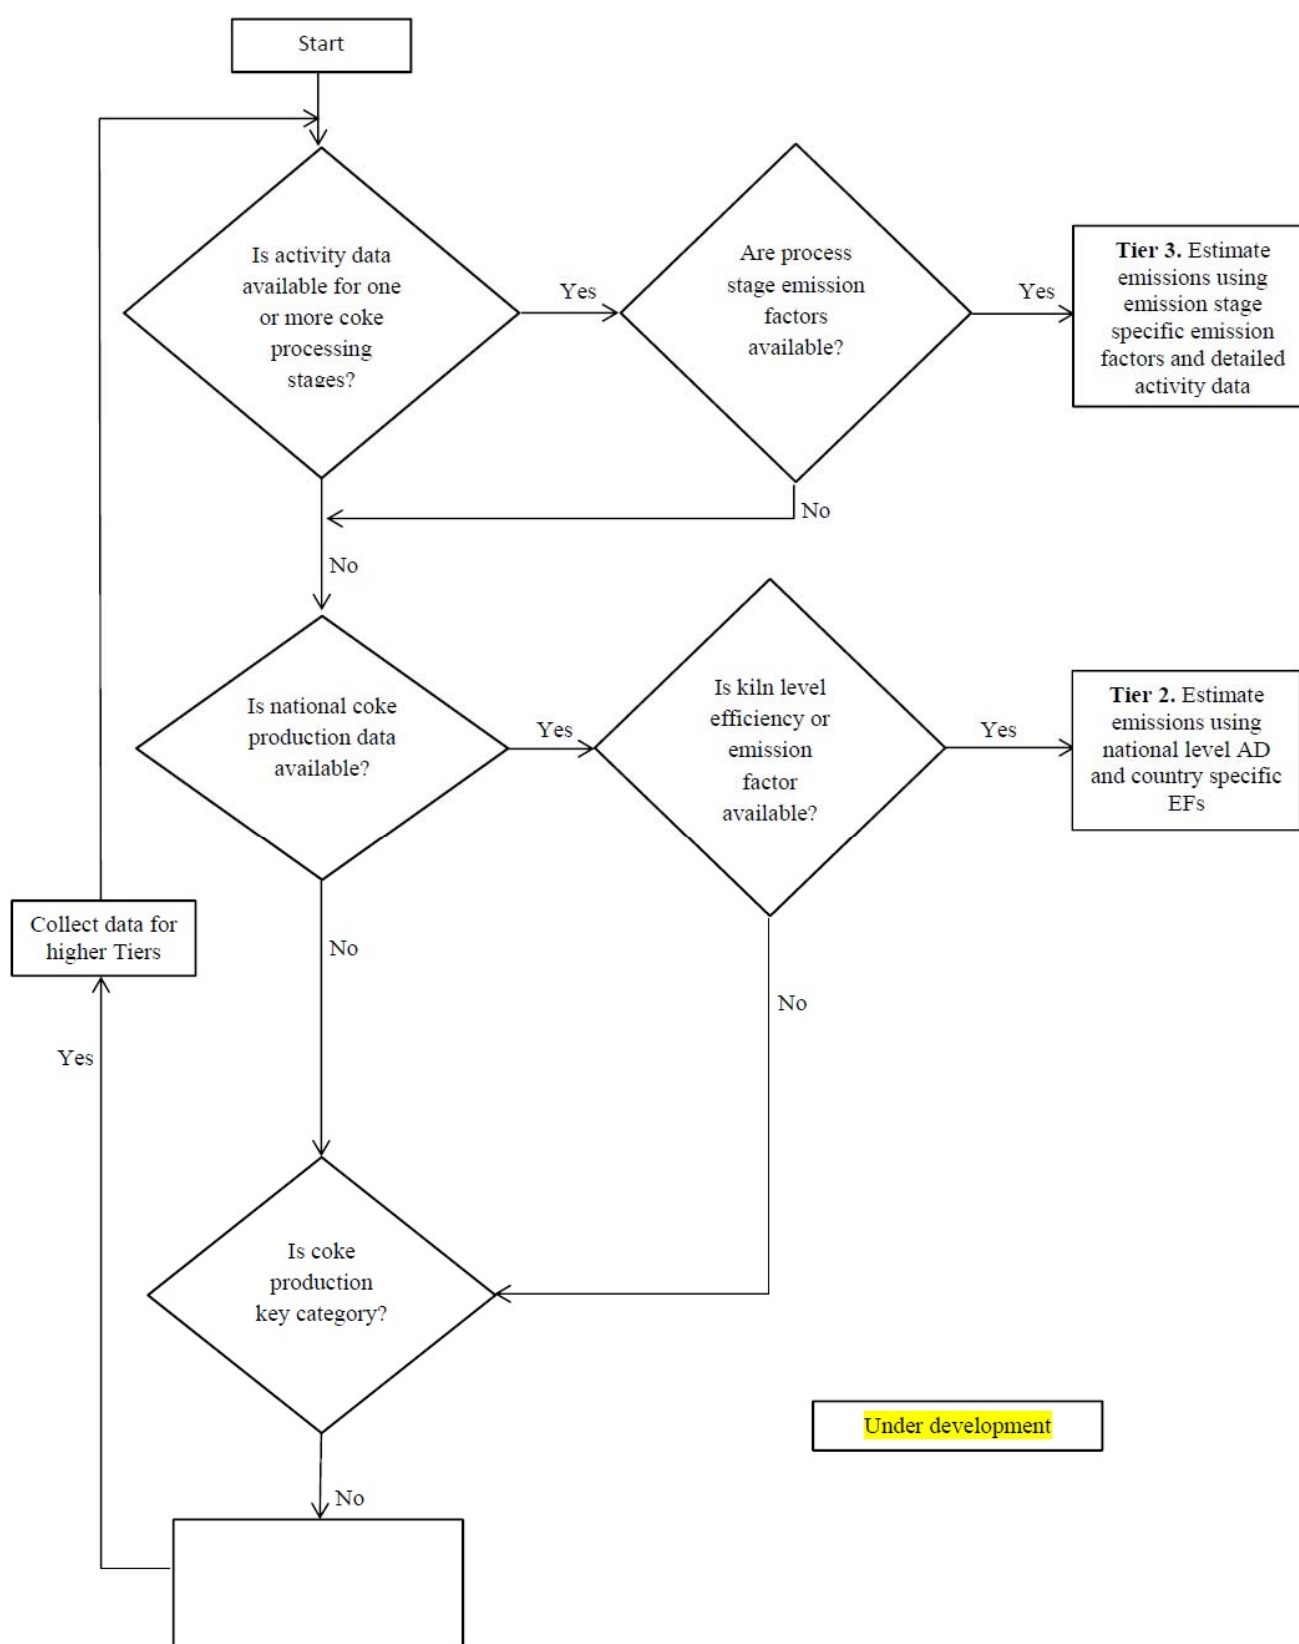 Start
Is activity data
available for one
or more coke
processing
stages?
Yes
Are process
stage emission
factors
available?
Yes
Tier 3. Estimate
emissions using
emission stage
specific emission
factors and detailed
activity data
No
No
Is national coke
production data
available?
Yes
Is kiln level
efficiency or
emission
factor
available?
Yes
Tier 2. Estimate
emissions using
national level AD
and country specific
EFs
Collect data for
higher Tiers
No
No
Yes
Is coke
production
key category?
Under development
No